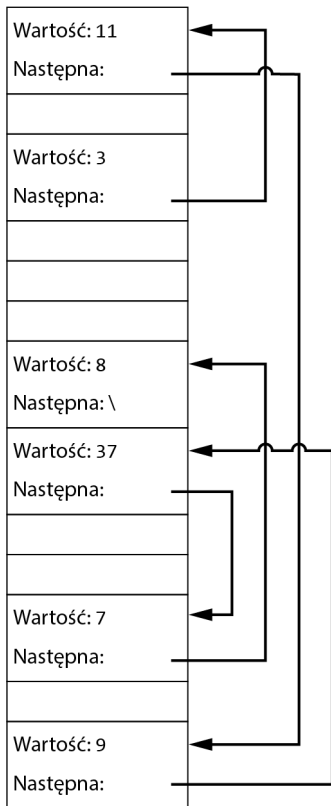 Wartość: 11
Następna:
Wartość: 3
Następna:
Wartość: 8
Następna: \
Wartość: 37
Następna:
Wartość: 7
Następna:
Wartość: 9
Następna: